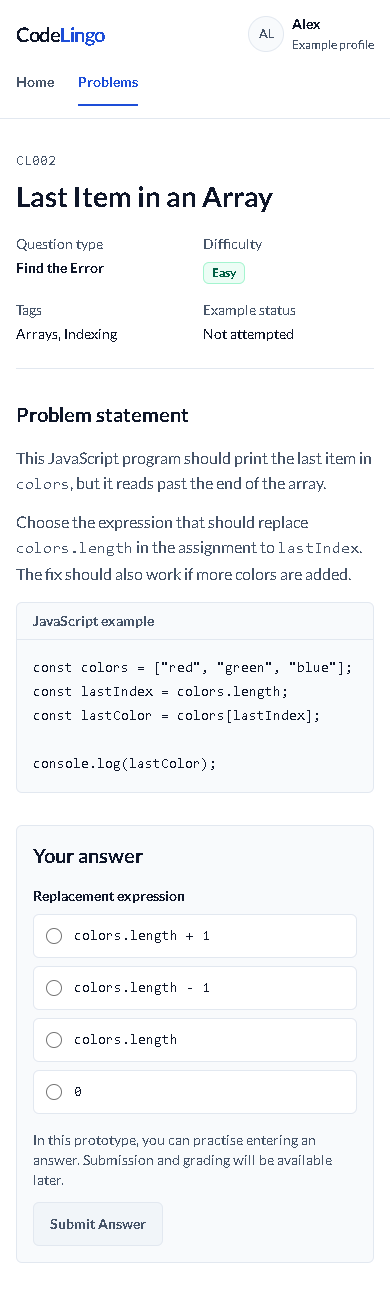 CodeLingo
AL
Alex
Example profile
Home
Problems
CL002
Last Item in an Array
Question type
Difficulty
Find the Error
Easy
Tags
Example status
Arrays, Indexing
Not attempted
Problem statement
This JavaScript program should print the last item in
colors, but it reads past the end of the array.
Choose the expression that should replace
colors.length in the assignment to lastIndex.
The fix should also work if more colors are added.
JavaScript example
const colors = ["red", "green", "blue"];
const lastIndex = colors.length;
const lastColor = colors[lastIndex];
console.log(lastColor);
Your answer
Replacement expression
colors.length + 1
colors.length - 1
colors.length
0
In this prototype, you can practise entering an
answer. Submission and grading will be available
later.
Submit Answer